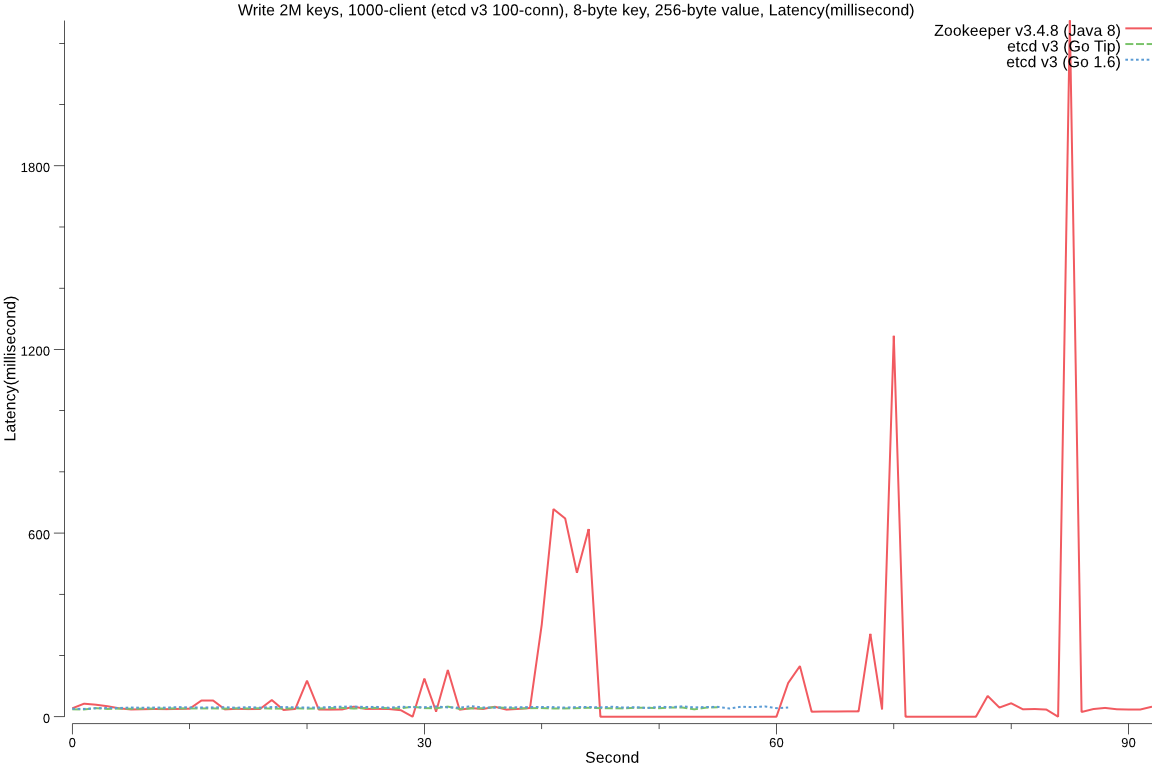 Write 2M keys, 1000-client (etcd v3 100-conn), 8-byte key, 256-byte value, Latency(millisecond)
Zookeeper v3.4.8 (Java 8)
etcd v3 (Go Tip)
etcd v3 (Go 1.6)
Latency(millisecond)
1800
1200
600
0
0
30
60
90
Second